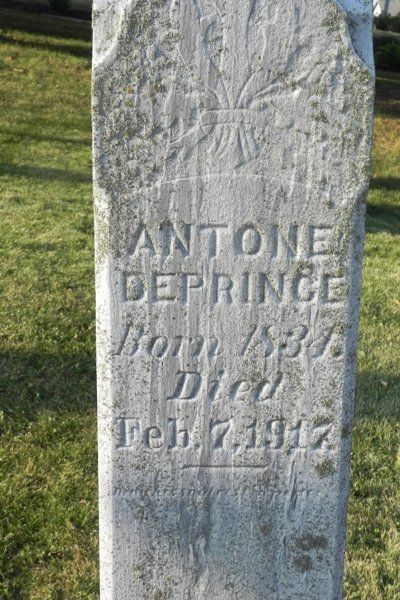 ANTONE
DEPRINCE
Born 1834.
Died
Feb. 7, 1917.